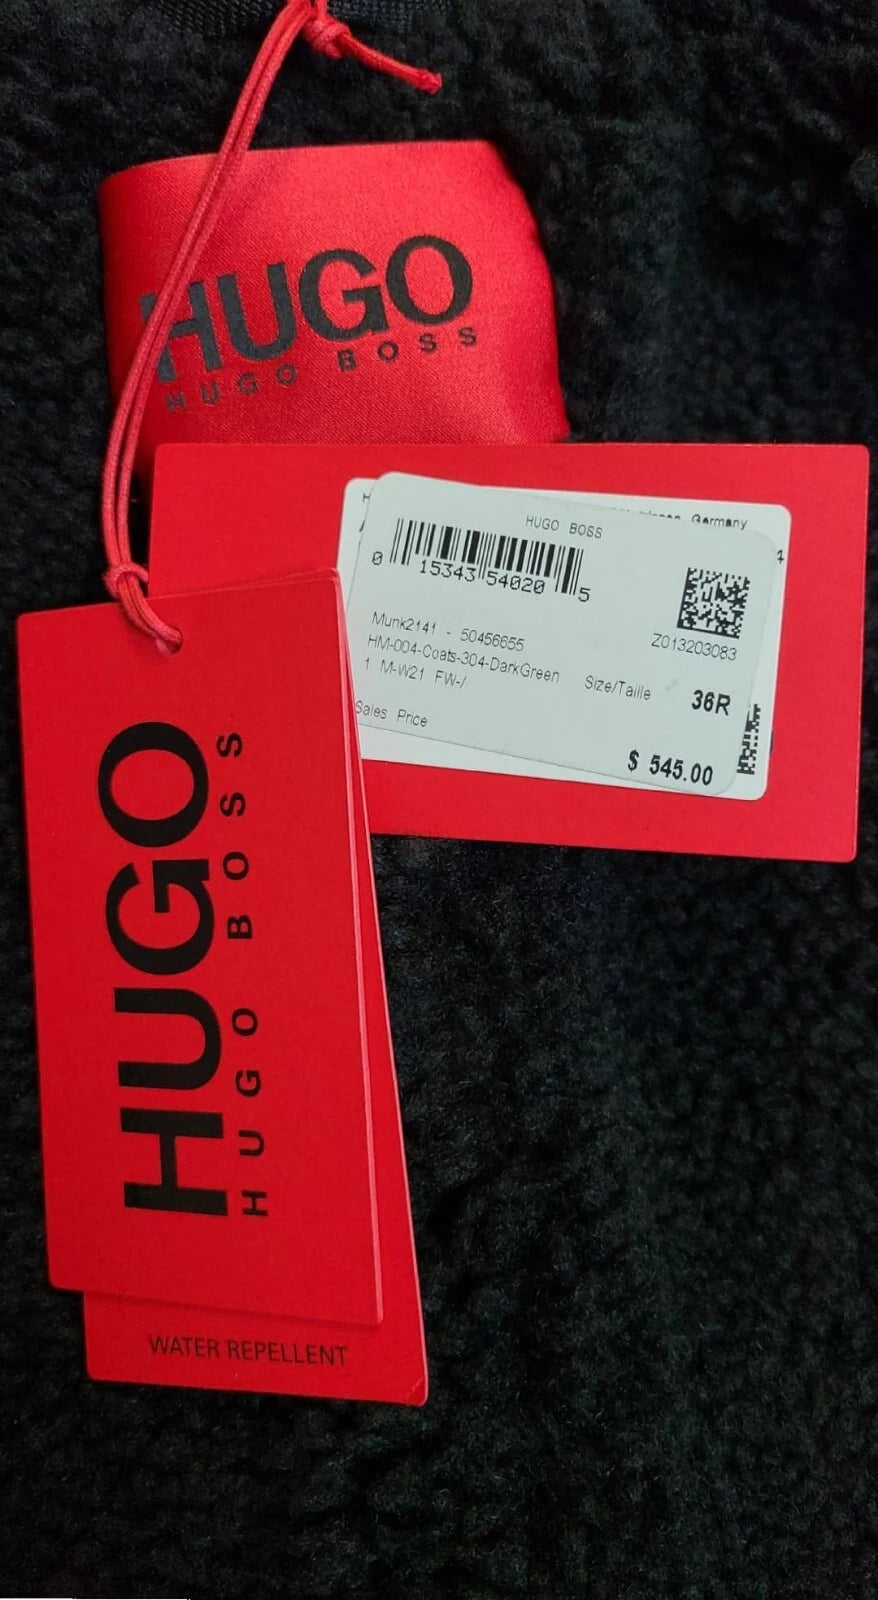 HUGO
HUGO BOSS
Germany
4
HUGO BOSS
0 15343 54020 5
Z013203083
Munk2141 - 50456655
HM-004-Coats-304-DarkGreen
1 M-W21 FW-/
Size/Taille 36R
Sales Price
$ 545.00
HUGO
HUGO BOSS
WATER REPELLENT